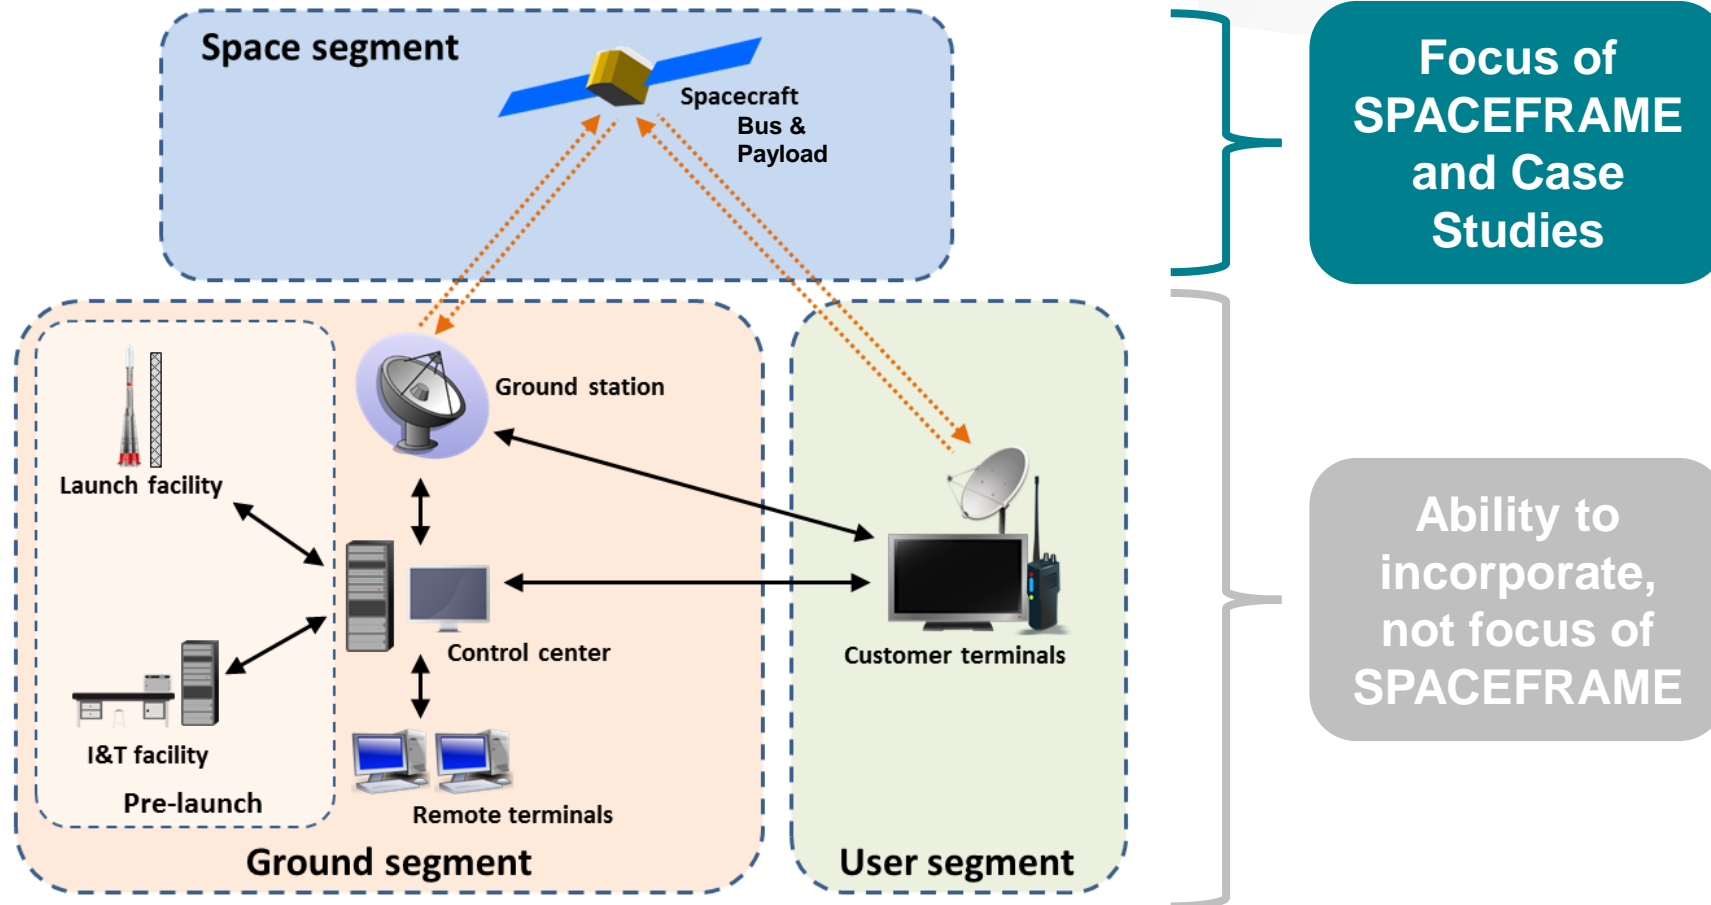 Space segment
Spacecraft
Bus &
Payload
Focus of
SPACEFRAME
and Case
Studies
Ground station
Launch facility
Control center
I&T facility
Pre-launch
Remote terminals
Ground segment
Customer terminals
User segment
Ability to
incorporate,
not focus of
SPACEFRAME